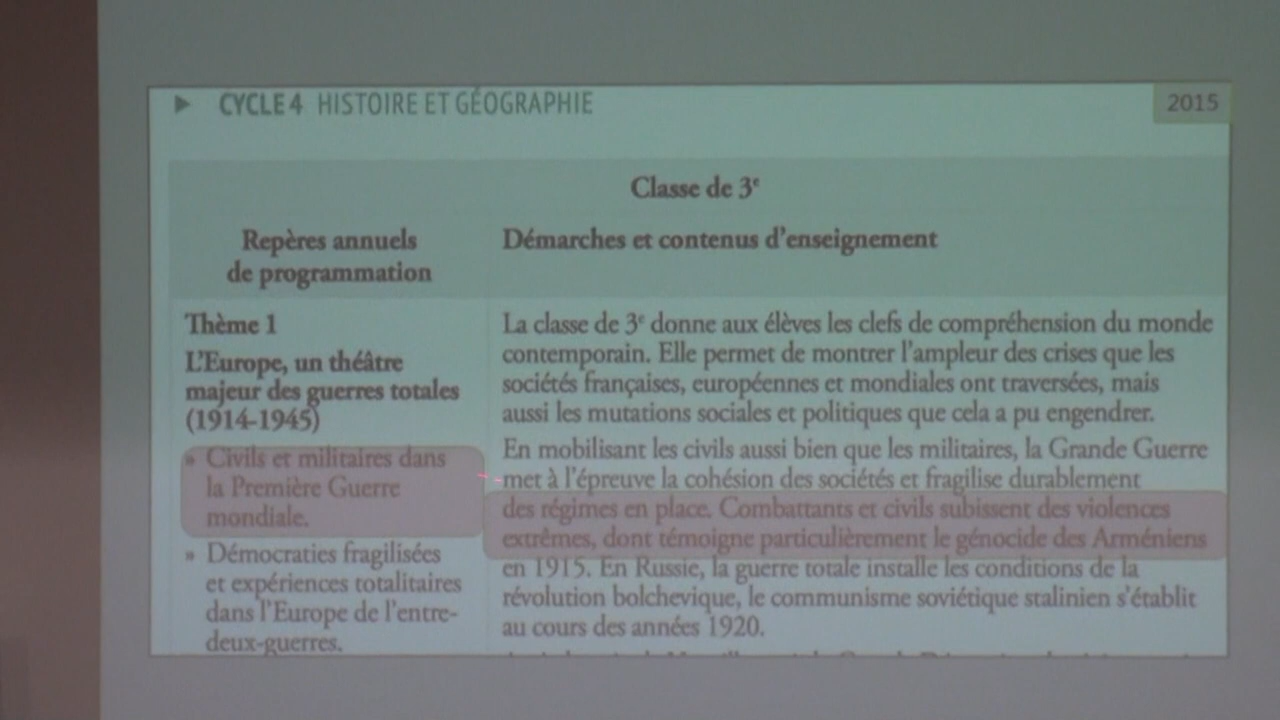 ▶ CYCLE 4 HISTOIRE ET GÉOGRAPHIE
2015
Classe de 3e
Repères annuels
de programmation
Démarches et contenus d'enseignement
Thème 1
L'Europe, un théâtre
majeur des guerres totales
(1914-1945)
» Civils et militaires dans
la Première Guerre
mondiale.
» Démocraties fragilisées
et expériences totalitaires
dans l'Europe de l'entre-
deux-guerres.
La classe de 3e donne aux élèves les clefs de compréhension du monde
contemporain. Elle permet de montrer l'ampleur des crises que les
sociétés françaises, européennes et mondiales ont traversées, mais
aussi les mutations sociales et politiques que cela a pu engendrer.
En mobilisant les civils aussi bien que les militaires, la Grande Guerre
met à l'épreuve la cohésion des sociétés et fragilise durablement
des régimes en place. Combattants et civils subissent des violences
extrêmes, dont témoigne particulièrement le génocide des Arméniens
en 1915. En Russie, la guerre totale installe les conditions de la
révolution bolchevique, le communisme soviétique stalinien s'établit
au cours des années 1920.